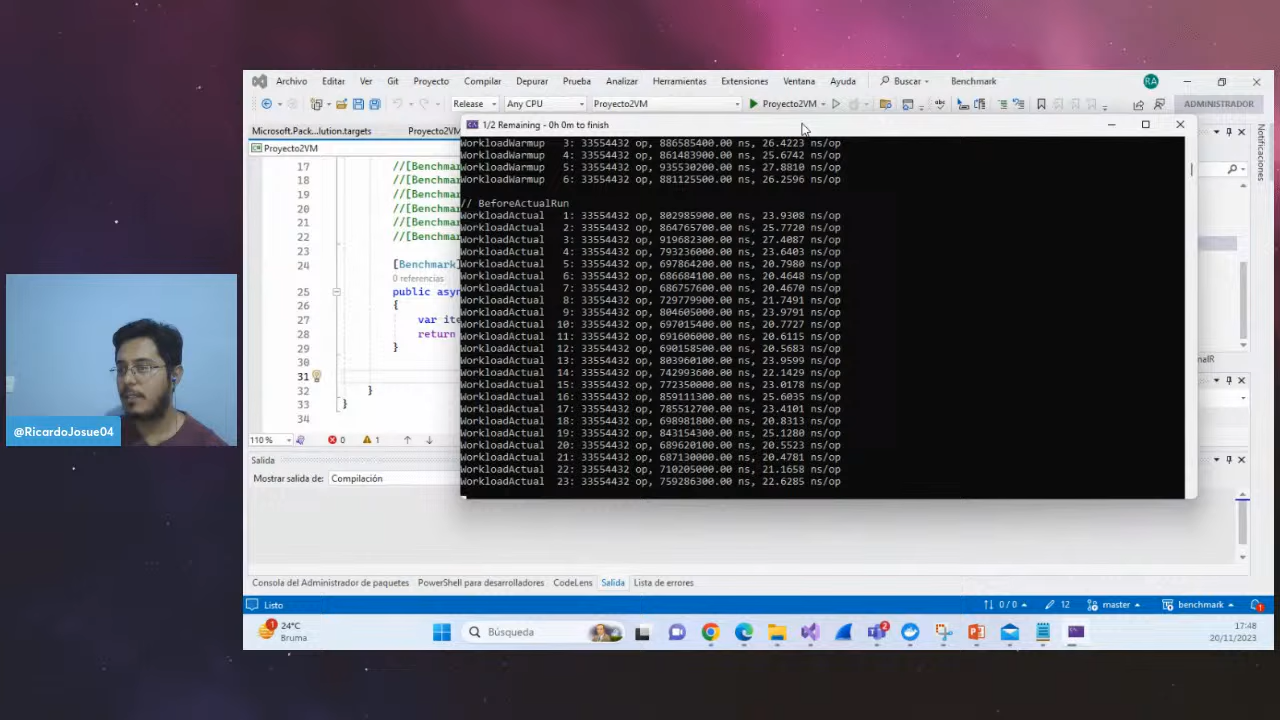 Archivo Editar Ver Git Proyecto Compilar Depurar Prueba Analizar Herramientas Extensiones Ventana Ayuda Buscar Benchmark RA
Release Any CPU Proyecto2VM Proyecto2VM ADMINISTRADOR
Microsoft.Pack...lution.targets Proyecto2VM
1/2 Remaining - 0h 0m to finish
Proyecto2VM
WorkloadWarmup 3: 33554432 op, 886585400.00 ns, 26.4223 ns/op
WorkloadWarmup 4: 33554432 op, 861483900.00 ns, 25.6742 ns/op
WorkloadWarmup 5: 33554432 op, 935530200.00 ns, 27.8810 ns/op
WorkloadWarmup 6: 33554432 op, 881125500.00 ns, 26.2596 ns/op
// BeforeActualRun
WorkloadActual 1: 33554432 op, 802985900.00 ns, 23.9308 ns/op
WorkloadActual 2: 33554432 op, 864765700.00 ns, 25.7720 ns/op
WorkloadActual 3: 33554432 op, 919682300.00 ns, 27.4087 ns/op
WorkloadActual 4: 33554432 op, 793236000.00 ns, 23.6403 ns/op
WorkloadActual 5: 33554432 op, 697864200.00 ns, 20.7980 ns/op
WorkloadActual 6: 33554432 op, 686684100.00 ns, 20.4648 ns/op
WorkloadActual 7: 33554432 op, 686757600.00 ns, 20.4670 ns/op
WorkloadActual 8: 33554432 op, 729779000.00 ns, 21.7491 ns/op
WorkloadActual 9: 33554432 op, 804605000.00 ns, 23.9791 ns/op
WorkloadActual 10: 33554432 op, 697015400.00 ns, 20.7727 ns/op
WorkloadActual 11: 33554432 op, 691606000.00 ns, 20.6115 ns/op
WorkloadActual 12: 33554432 op, 690158500.00 ns, 20.5683 ns/op
WorkloadActual 13: 33554432 op, 803960100.00 ns, 23.9599 ns/op
WorkloadActual 14: 33554432 op, 742993600.00 ns, 22.1429 ns/op
WorkloadActual 15: 33554432 op, 772350000.00 ns, 23.0178 ns/op
WorkloadActual 16: 33554432 op, 859111300.00 ns, 25.6035 ns/op
WorkloadActual 17: 33554432 op, 785512700.00 ns, 23.4101 ns/op
WorkloadActual 18: 33554432 op, 698981800.00 ns, 20.8313 ns/op
WorkloadActual 19: 33554432 op, 843154300.00 ns, 25.1280 ns/op
WorkloadActual 20: 33554432 op, 689620100.00 ns, 20.5523 ns/op
WorkloadActual 21: 33554432 op, 687130000.00 ns, 20.4781 ns/op
WorkloadActual 22: 33554432 op, 710205000.00 ns, 21.1658 ns/op
WorkloadActual 23: 33554432 op, 759286300.00 ns, 22.6285 ns/op
17 //[Benchmar
18 //[Benchmar
19 //[Benchmar
20 //[Benchmar
21 //[Benchmar
22 //[Benchmar
23
24 [Benchmark]
0 referencias
25 public asyn
26 {
27 var ite
28 return
29 }
30
31
32 }
33 }
34
Notificaciones
nalR
@RicardoJosue04
110 % 0 1
Salida
Mostrar salida de: Compilación
Consola del Administrador de paquetes PowerShell para desarrolladores CodeLens Salida Lista de errores
Listo 0 / 0 12 master benchmark 1
1 24°C
Bruma
Búsqueda
2
17:48
20/11/2023